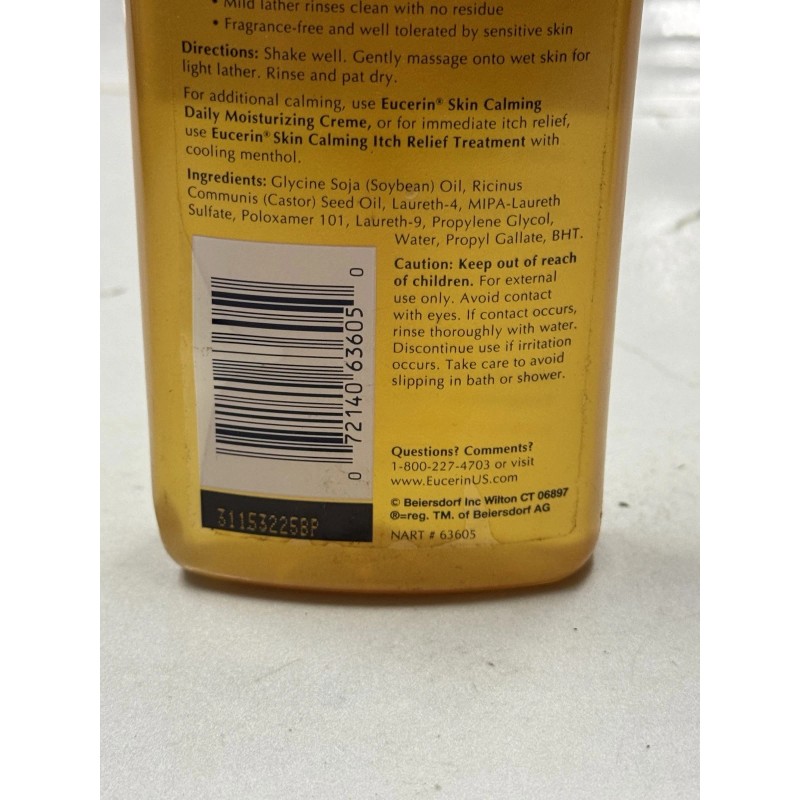 • Mild lather rinses clean with no residue
• Fragrance-free and well tolerated by sensitive skin
Directions: Shake well. Gently massage onto wet skin for
light lather. Rinse and pat dry.
For additional calming, use Eucerin® Skin Calming
Daily Moisturizing Creme, or for immediate itch relief,
use Eucerin® Skin Calming Itch Relief Treatment with
cooling menthol.
Ingredients: Glycine Soja (Soybean) Oil, Ricinus
Communis (Castor) Seed Oil, Laureth-4, MIPA-Laureth
Sulfate, Poloxamer 101, Laureth-9, Propylene Glycol,
Water, Propyl Gallate, BHT.
Caution: Keep out of reach
of children. For external
use only. Avoid contact
with eyes. If contact occurs,
rinse thoroughly with water.
Discontinue use if irritation
occurs. Take care to avoid
slipping in bath or shower.
0 72140 63605 0
Questions? Comments?
1-800-227-4703 or visit
www.EucerinUS.com
© Beiersdorf Inc Wilton CT 06897
®=reg. TM. of Beiersdorf AG
NART # 63605
31153225BP